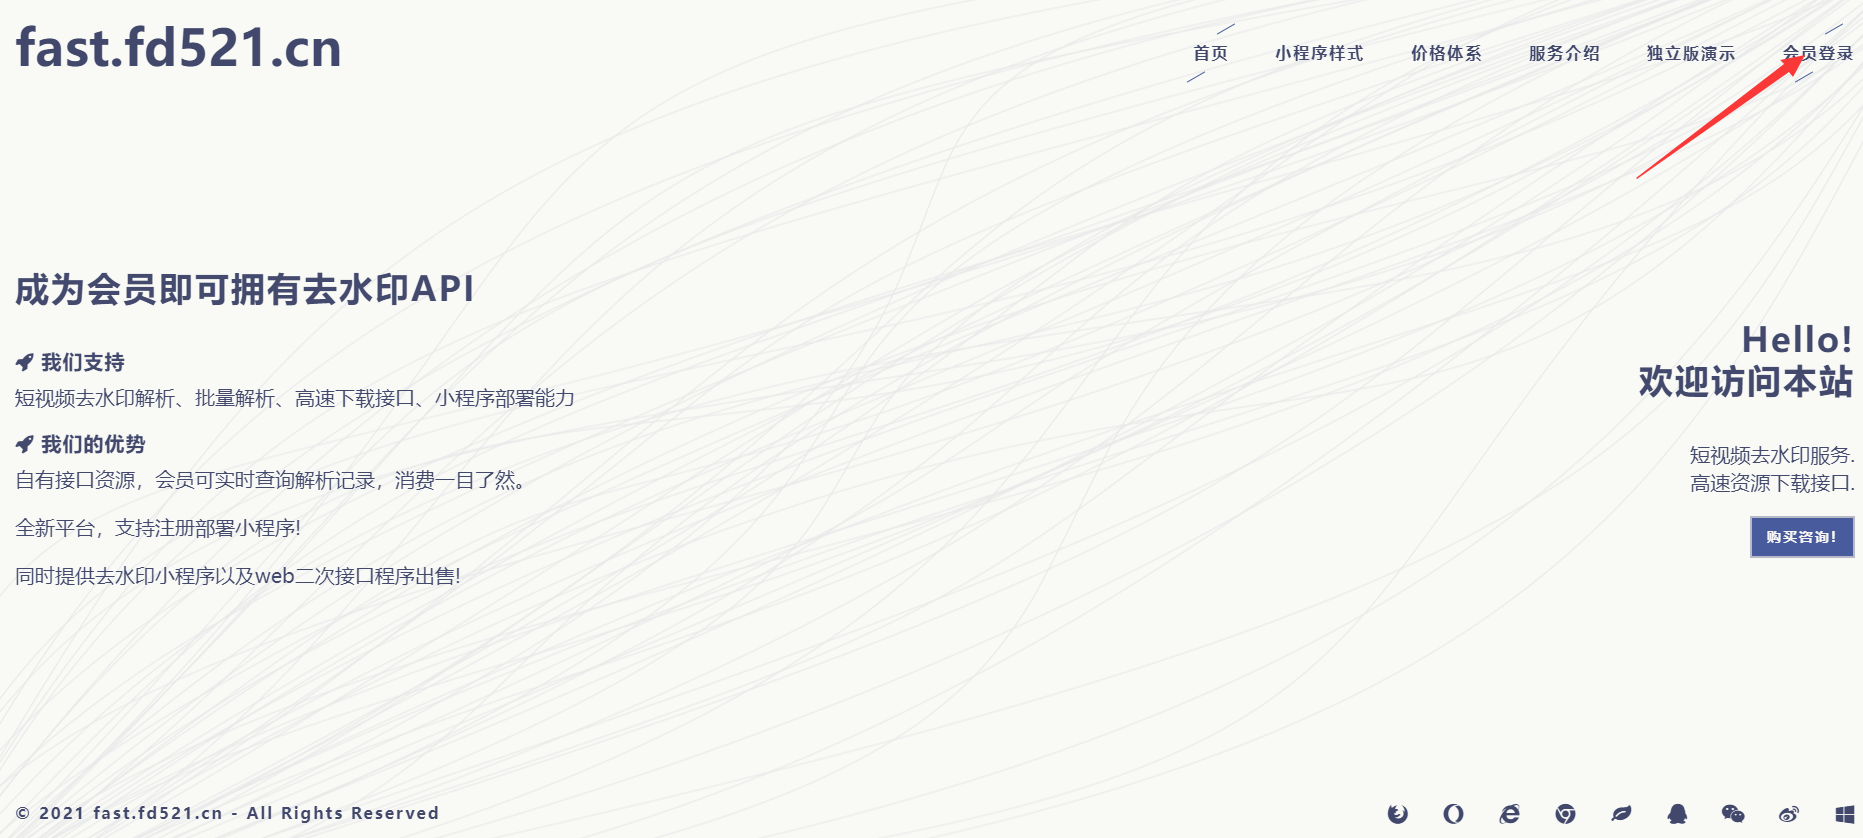 fast.fd521.cn
首页 小程序样式 价格体系 服务介绍 独立版演示 会员登录
成为会员即可拥有去水印API
我们支持
短视频去水印解析、批量解析、高速下载接口、小程序部署能力
我们的优势
自有接口资源，会员可实时查询解析记录，消费一目了然。
全新平台，支持注册部署小程序!
同时提供去水印小程序以及web二次接口程序出售!
Hello!
欢迎访问本站
短视频去水印服务.
高速资源下载接口.
购买咨询!
© 2021 fast.fd521.cn - All Rights Reserved